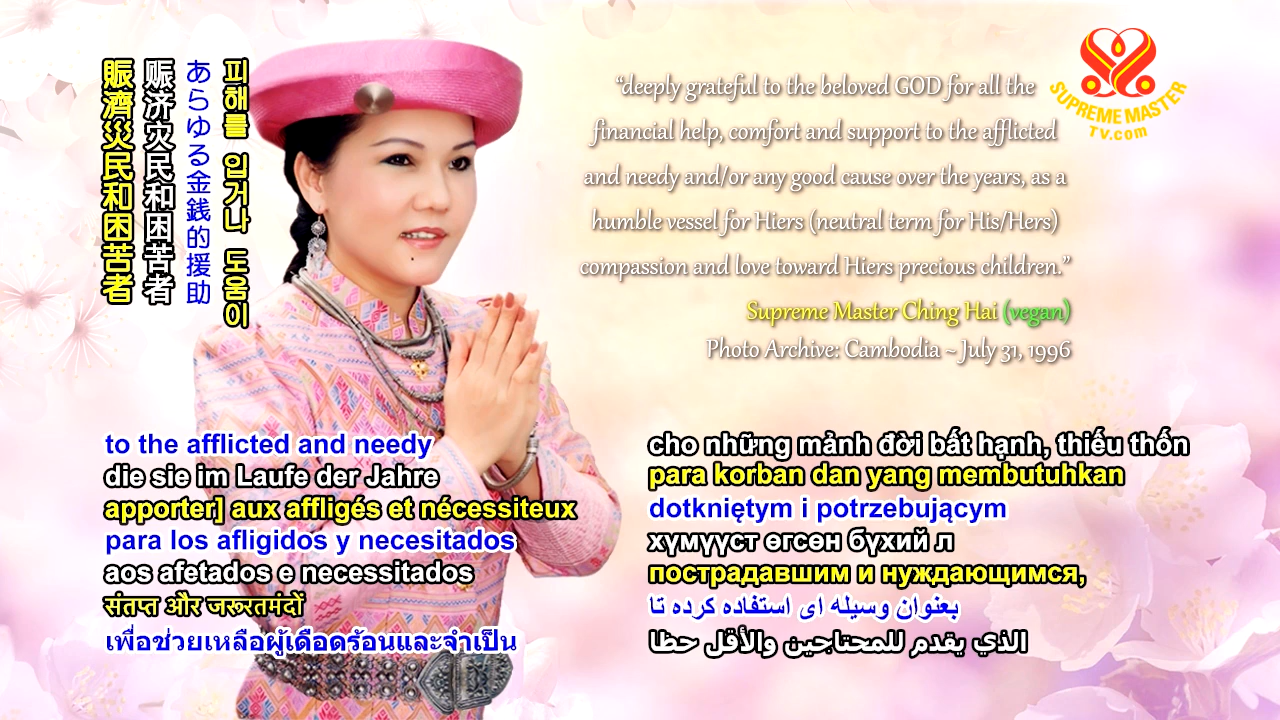 賑濟災民和困苦者
赈济灾民和困苦者
あらゆる金銭的援助
피해를 입거나 도움이
“deeply grateful to the beloved GOD for all the
financial help, comfort and support to the afflicted
and needy and/or any good cause over the years, as a
humble vessel for Hiers (neutral term for His/Hers)
compassion and love toward Hiers precious children.”
Supreme Master Ching Hai (vegan)
Photo Archive: Cambodia ~ July 31, 1996
SUPREME MASTER
Tv.com
to the afflicted and needy
die sie im Laufe der Jahre
apporter] aux affligés et nécessiteux
para los afligidos y necesitados
aos afetados e necessitados
संतप्त और जरूरतमंदों
เพื่อช่วยเหลือผู้เดือดร้อนและจำเป็น
cho những mảnh đời bất hạnh, thiếu thốn
para korban dan yang membutuhkan
dotkniętym i potrzebującym
хүмүүст өгсөн бүхий л
пострадавшим и нуждающимся,
بعنوان وسیله ای استفاده کرده تا
الذي يقدم للمحتاجين والأقل حظا